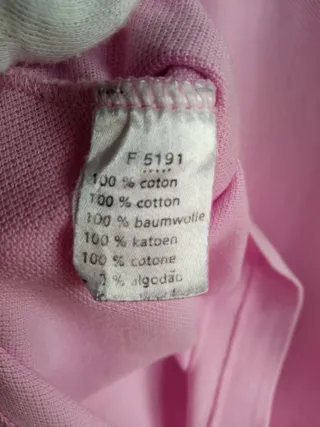 F 5191
100 % coton
100 % cotton
100 % baumwolle
100 % katoen
100 % cotone
% algodão